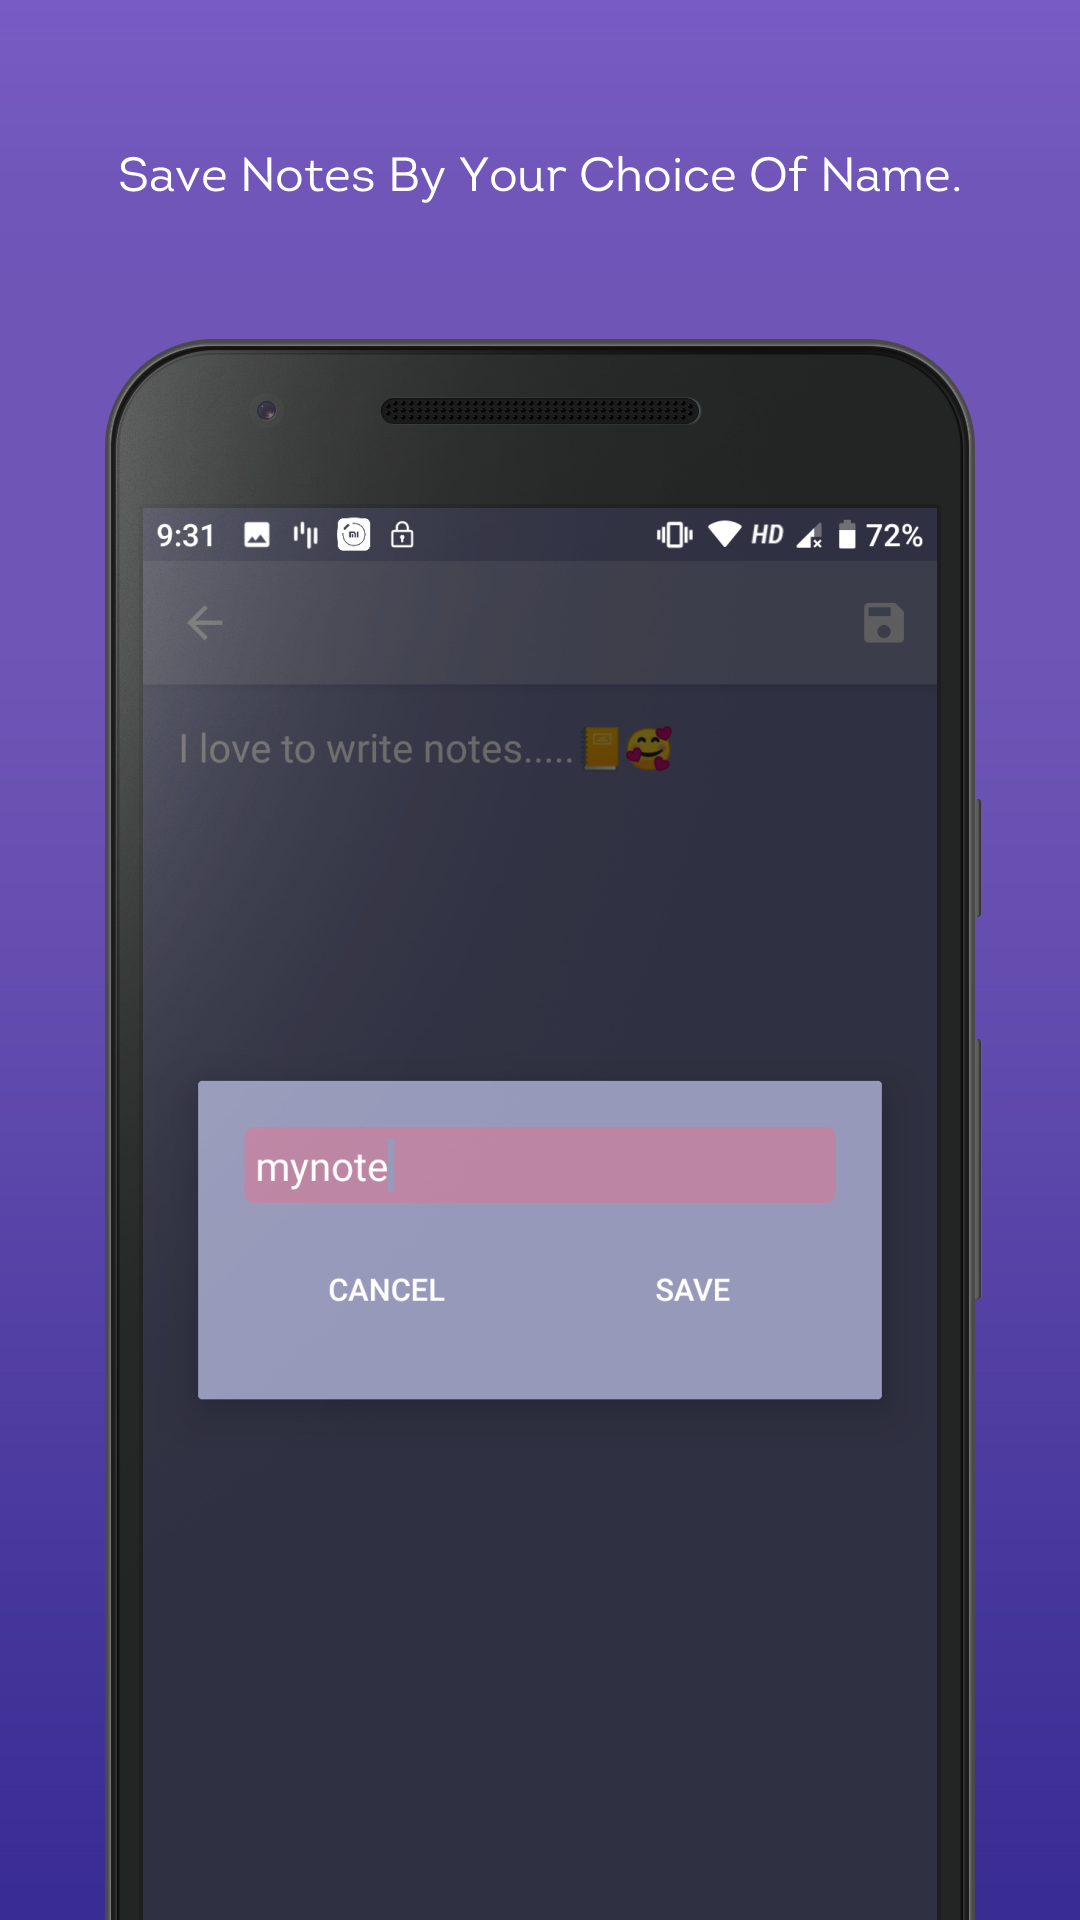 Save Notes By Your Choice Of Name.
9:31 HD 72%
I love to write notes.....📒🥰
mynote
CANCEL SAVE